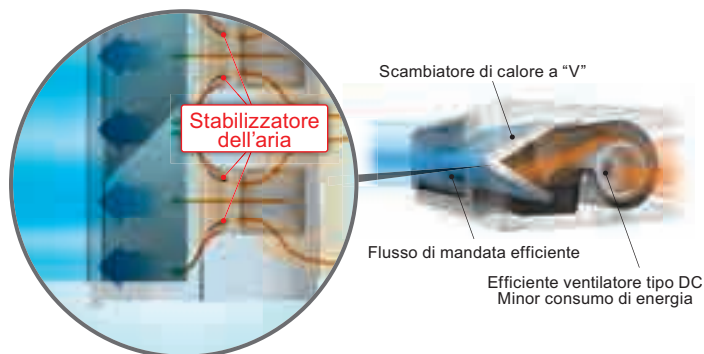 Scambiatore di calore a “V”
Stabilizzatore
dell’aria
Flusso di mandata efficiente
Efficiente ventilatore tipo DC
Minor consumo di energia